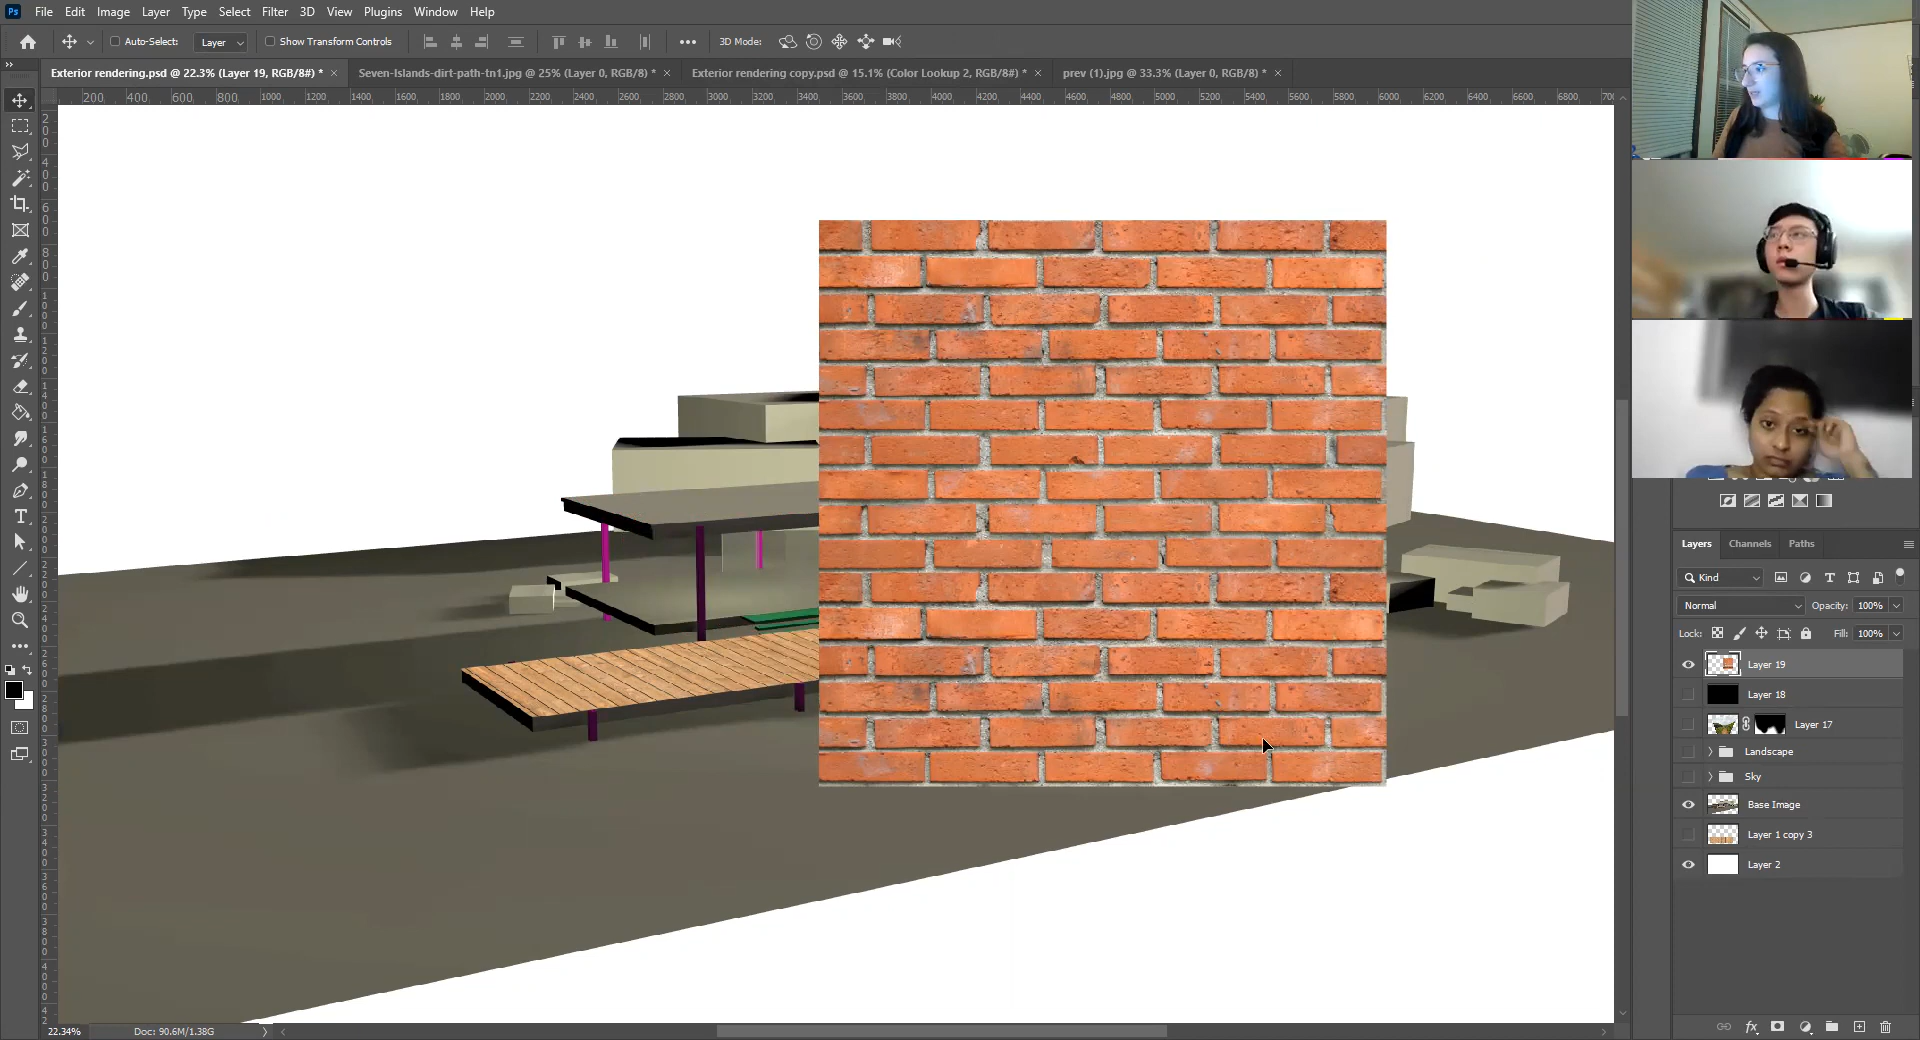 Ps File Edit Image Layer Type Select Filter 3D View Plugins Window Help
Auto-Select: Layer Show Transform Controls 3D Mode:
Exterior rendering.psd @ 22.3% (Layer 19, RGB/8#) * × Seven-Islands-dirt-path-tn1.jpg @ 25% (Layer 0, RGB/8) * × Exterior rendering copy.psd @ 15.1% (Color Lookup 2, RGB/8#) * × prev (1).jpg @ 33.3% (Layer 0, RGB/8) * ×
200 400 600 800 1000 1200 1400 1600 1800 2000 2200 2400 2600 2800 3000 3200 3400 3600 3800 4000 4200 4400 4600 4800 5000 5200 5400 5600 5800 6000 6200 6400 6600 6800
Layers Channels Paths
Kind
Normal Opacity: 100%
Lock: Fill: 100%
Layer 19
Layer 18
Layer 17
Landscape
Sky
Base Image
Layer 1 copy 3
Layer 2
22.34% Doc: 90.6M/1.38G